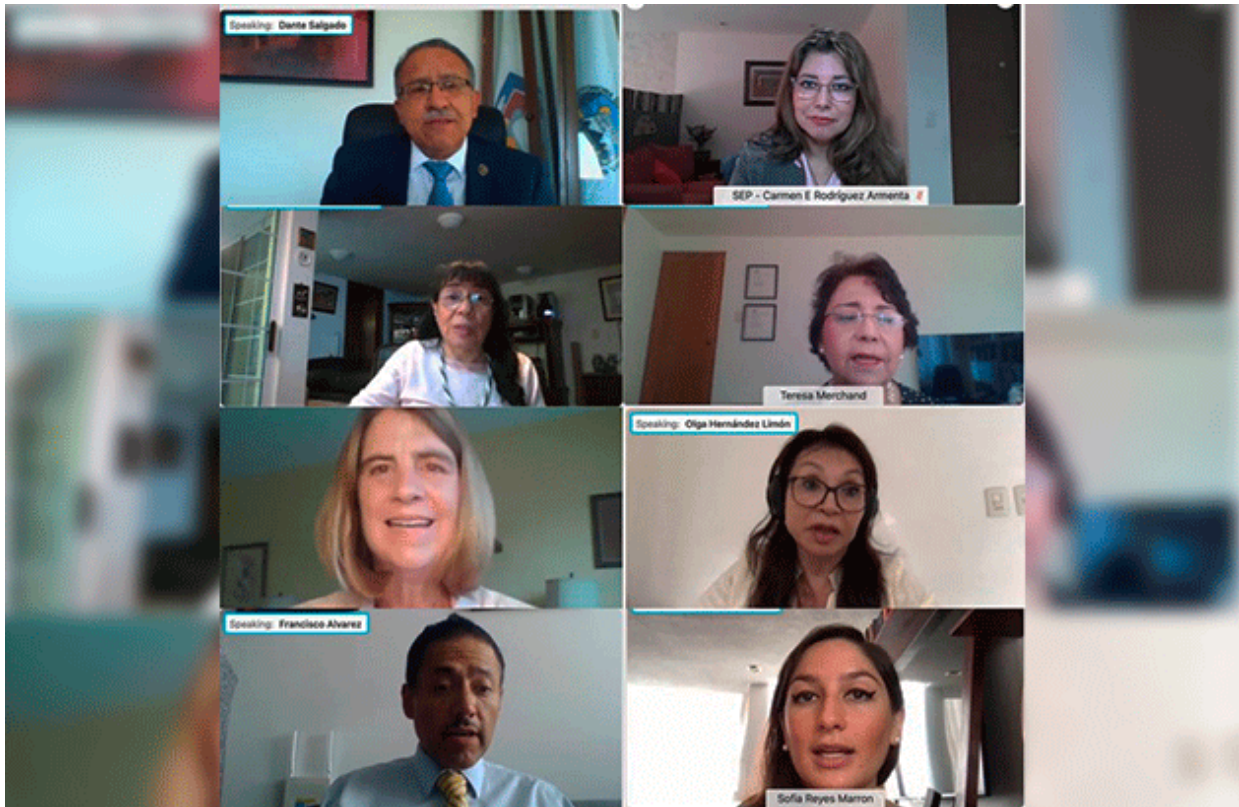 Speaking: Dante Salgado
SEP - Carmen E Rodríguez Armenta
Teresa Merchand
Speaking: Olga Hernández Limón
Speaking: Francisco Alvarez
Sofia Reyes Marron